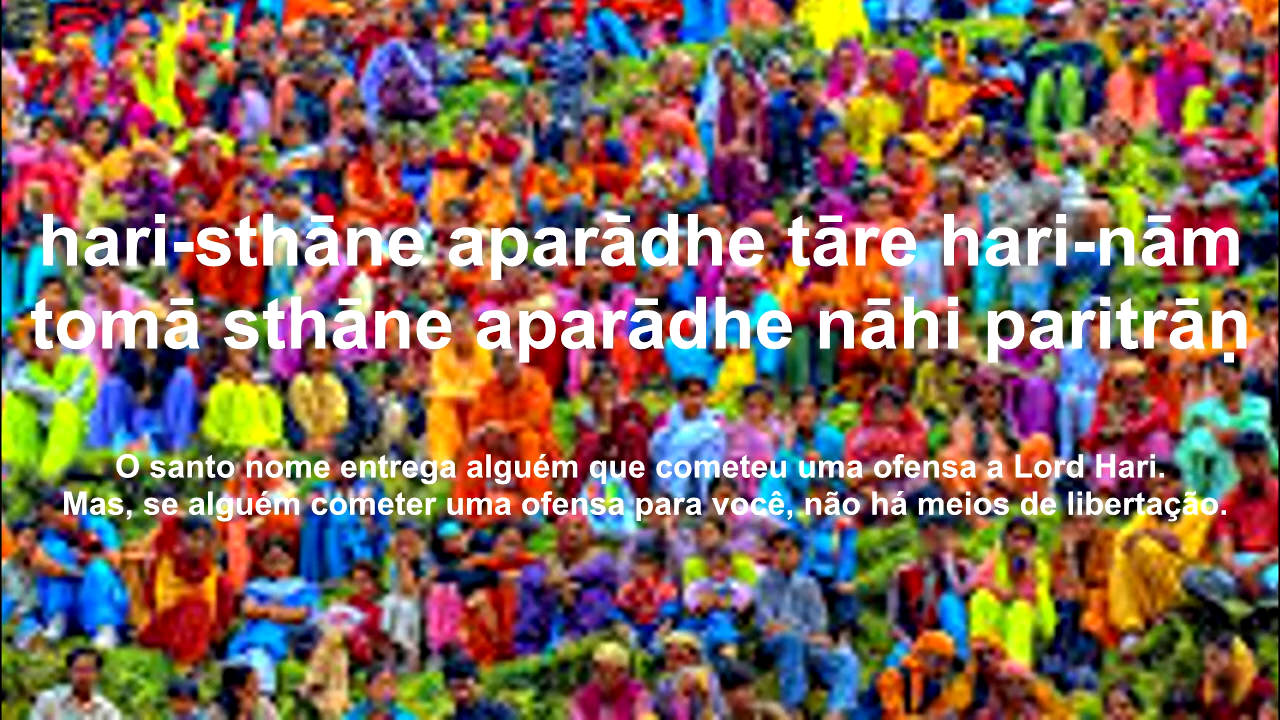 hari-sthāne aparādhe tāre hari-nām
tomā sthāne aparādhe nāhi paritrāṇ
O santo nome entrega alguém que cometeu uma ofensa a Lord Hari.
Mas, se alguém cometer uma ofensa para você, não há meios de libertação.